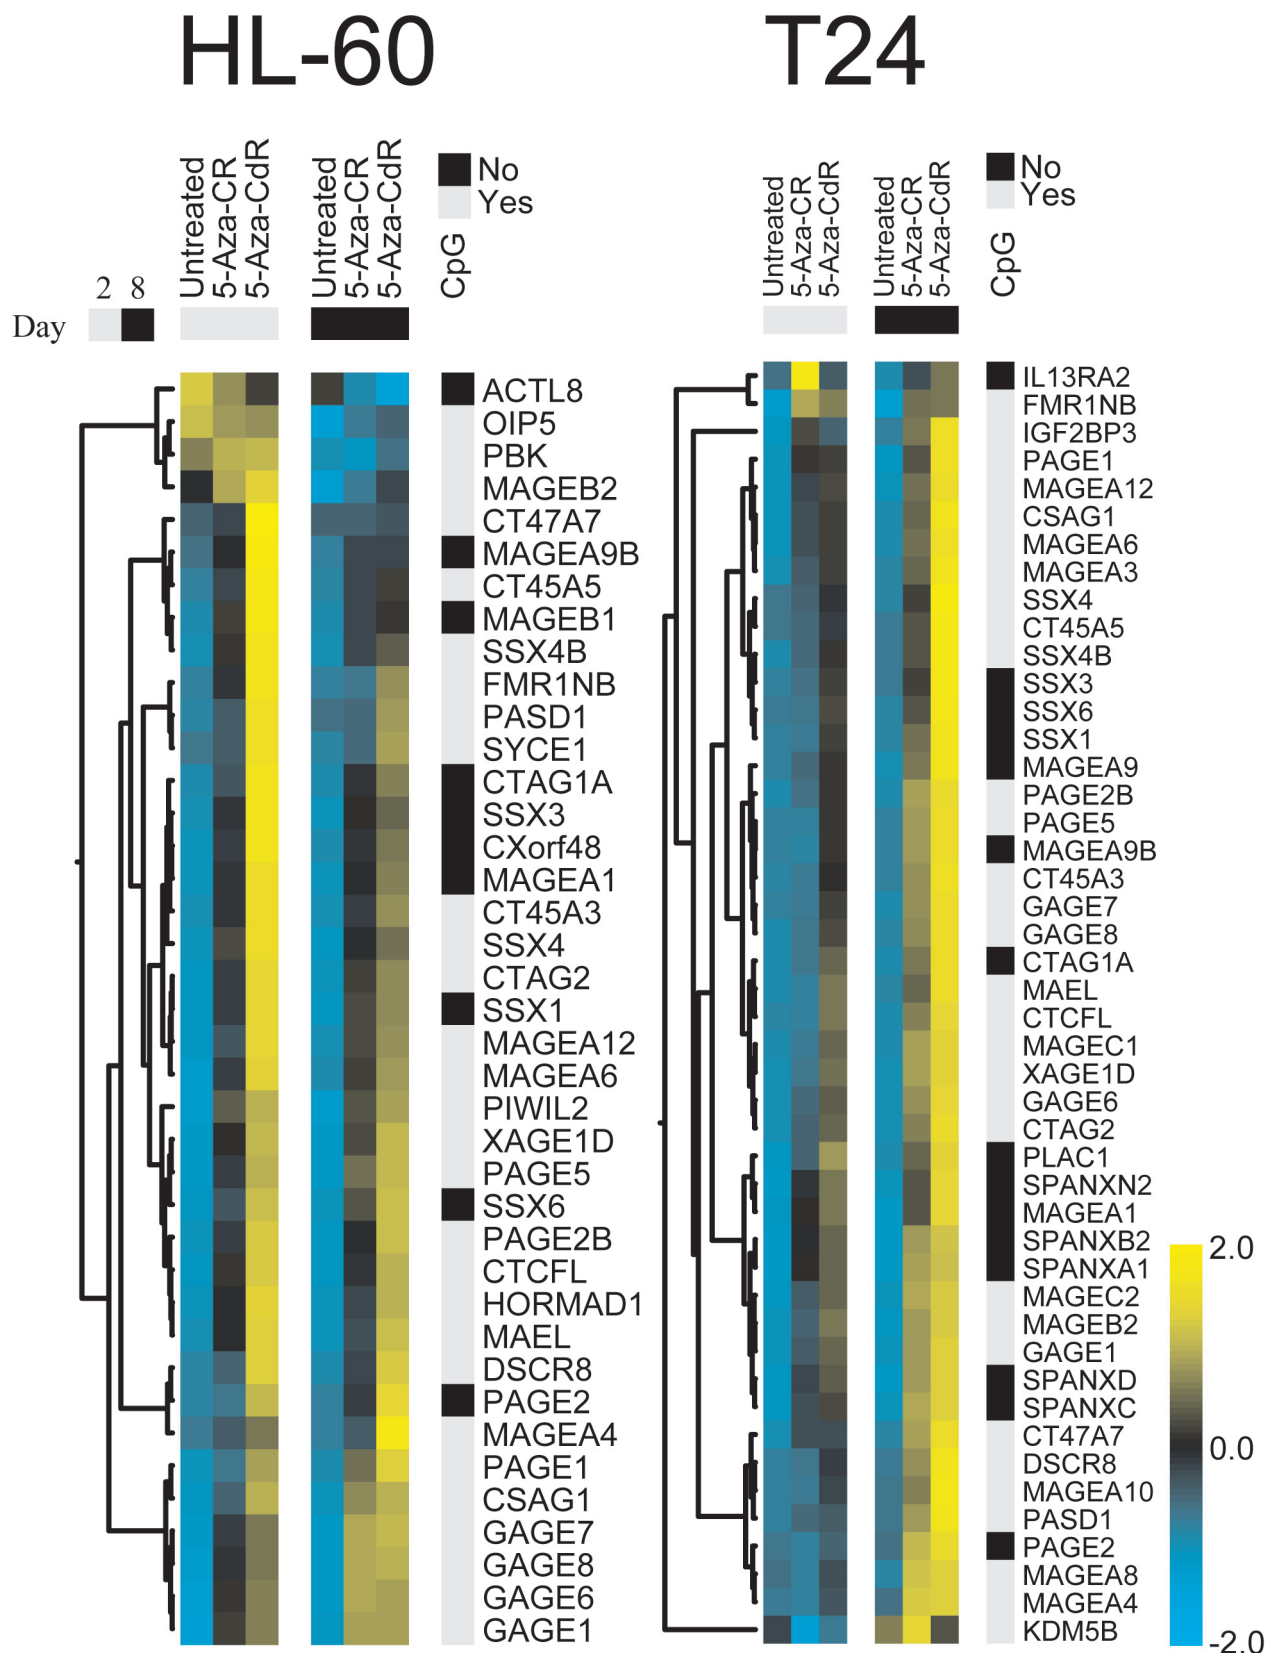 HL-60
T24
Untreated
5-Aza-CR
5-Aza-CdR
Untreated
5-Aza-CR
5-Aza-CdR
No
Yes
CpG
Day
2 8
ACTL8
OIP5
PBK
MAGEB2
CT47A7
MAGEA9B
CT45A5
MAGEB1
SSX4B
FMR1NB
PASD1
SYCE1
CTAG1A
SSX3
CXorf48
MAGEA1
CT45A3
SSX4
CTAG2
SSX1
MAGEA12
MAGEA6
PIWIL2
XAGE1D
PAGE5
SSX6
PAGE2B
CTCFL
HORMAD1
MAEL
DSCR8
PAGE2
MAGEA4
PAGE1
CSAG1
GAGE7
GAGE8
GAGE6
GAGE1
Untreated
5-Aza-CR
5-Aza-CdR
Untreated
5-Aza-CR
5-Aza-CdR
No
Yes
CpG
IL13RA2
FMR1NB
IGF2BP3
PAGE1
MAGEA12
CSAG1
MAGEA6
MAGEA3
SSX4
CT45A5
SSX4B
SSX3
SSX6
SSX1
MAGEA9
PAGE2B
PAGE5
MAGEA9B
CT45A3
GAGE7
GAGE8
CTAG1A
MAEL
CTCFL
MAGEC1
XAGE1D
GAGE6
CTAG2
PLAC1
SPANXN2
MAGEA1
SPANXB2
SPANXA1
MAGEC2
MAGEB2
GAGE1
SPANXD
SPANXC
CT47A7
DSCR8
MAGEA10
PASD1
PAGE2
MAGEA8
MAGEA4
KDM5B
2.0
0.0
-2.0